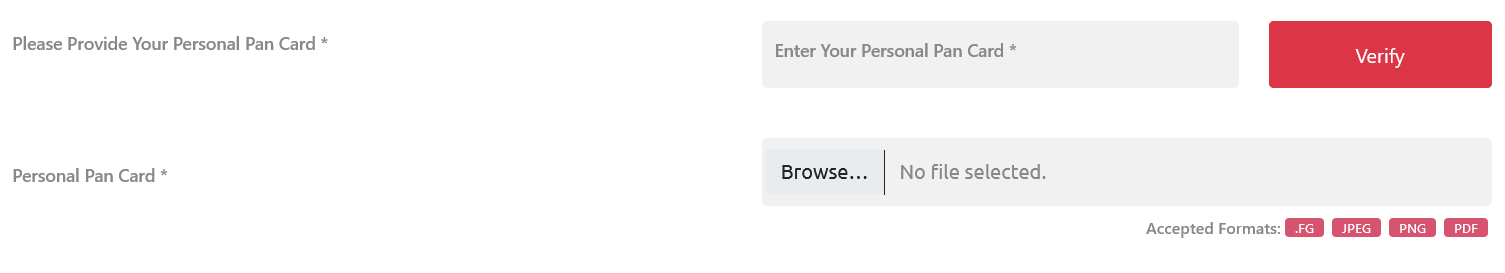 Please Provide Your Personal Pan Card *
Enter Your Personal Pan Card *
Verify
Personal Pan Card *
Browse...
No file selected.
Accepted Formats: .FG JPEG PNG PDF